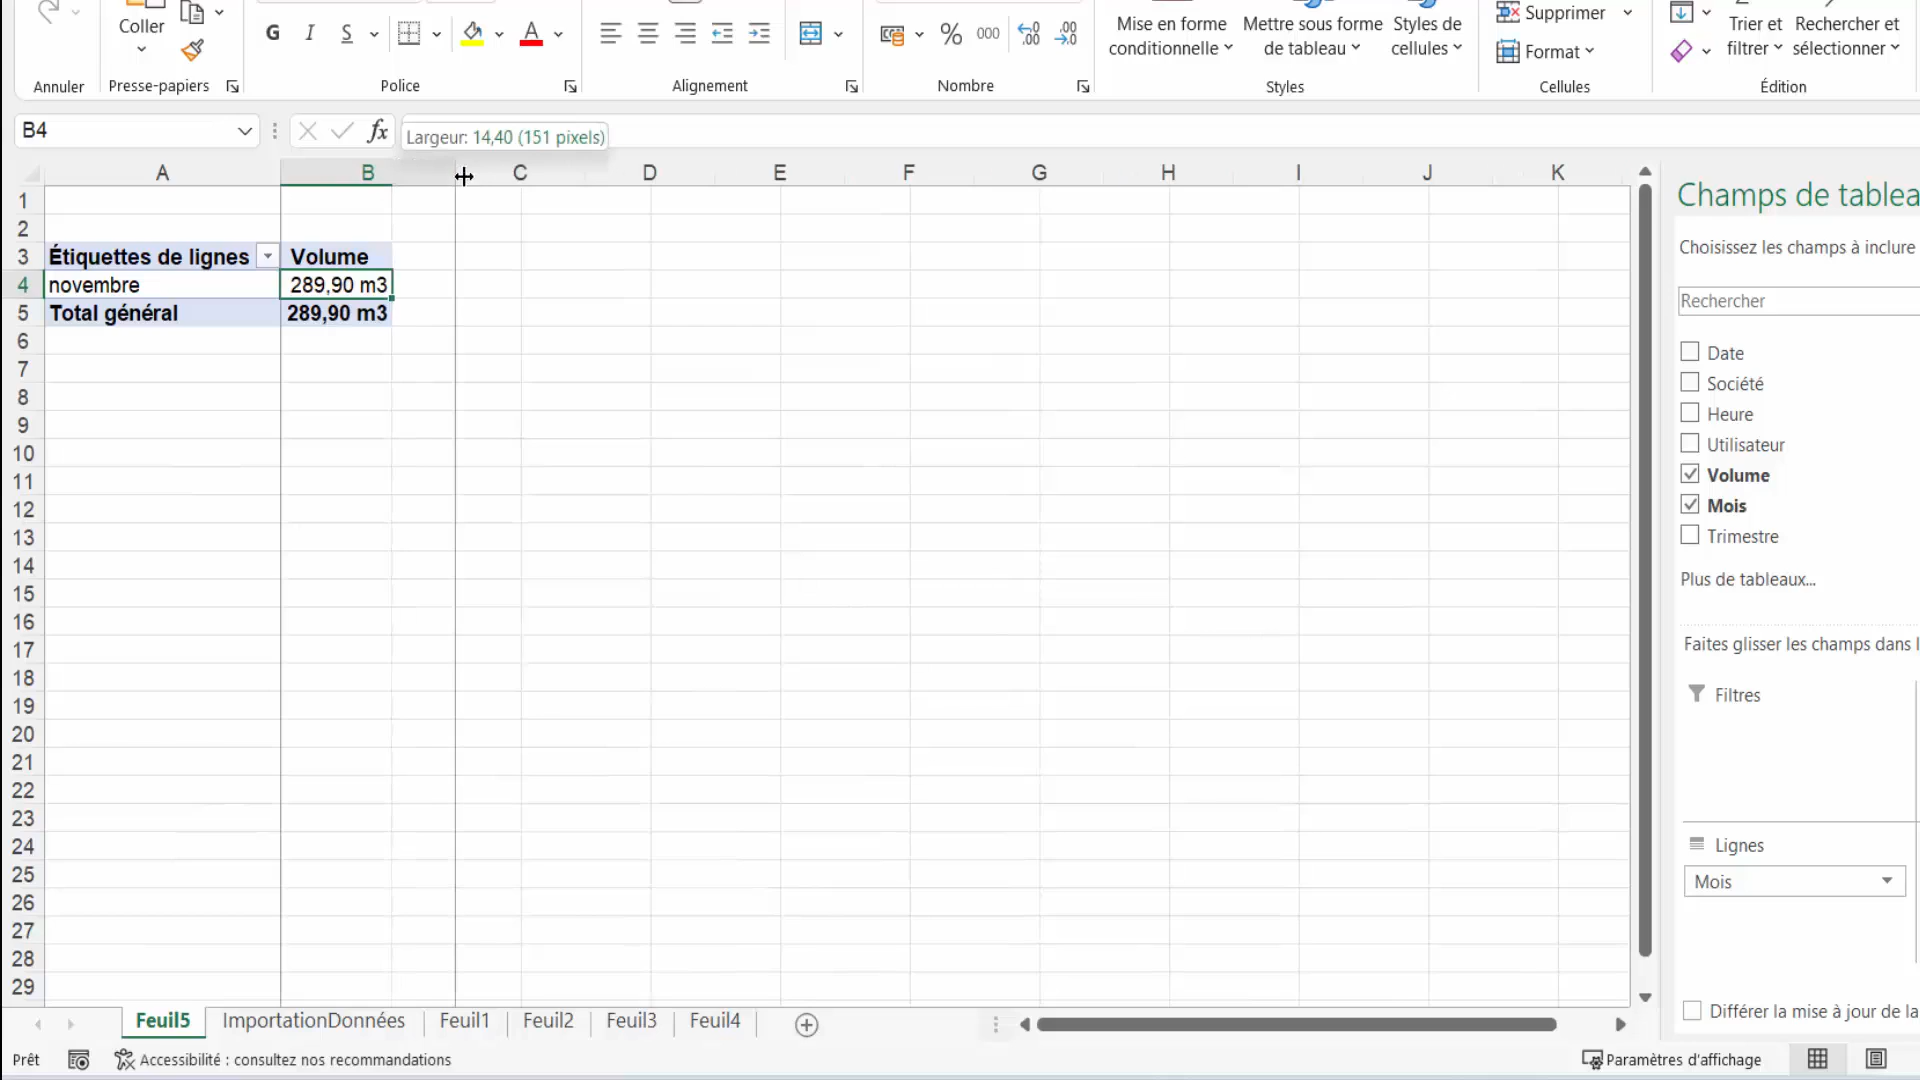 Coller
G I S A
% 000
Mise en forme
conditionnelle
Mettre sous forme
de tableau
Styles de
cellules
Supprimer
Format
Trier et
filtrer
Rechercher et
sélectionner
Annuler
Presse-papiers
Police
Alignement
Nombre
Styles
Cellules
Édition
B4
fx
Largeur: 14,40 (151 pixels)
A B C D E F G H I J K
1
2
3 Étiquettes de lignes Volume
4 novembre 289,90 m3
5 Total général 289,90 m3
6
7
8
9
10
11
12
13
14
15
16
17
18
19
20
21
22
23
24
25
26
27
28
29
Champs de tablea
Choisissez les champs à inclure
Rechercher
Date
Société
Heure
Utilisateur
Volume
Mois
Trimestre
Plus de tableaux...
Faites glisser les champs dans l
Filtres
Lignes
Mois
Différer la mise à jour de la
Feuil5 ImportationDonnées Feuil1 Feuil2 Feuil3 Feuil4
Prêt
Accessibilité : consultez nos recommandations
Paramètres d'affichage